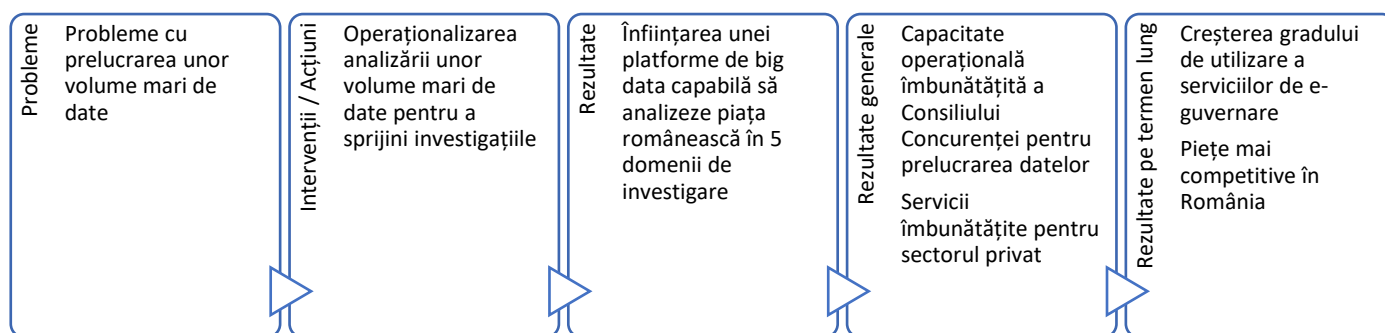 Probleme
Probleme cu
prelucrarea unor
volume mari de
date
Intervenții / Acțiuni
Operaționalizarea
analizării unor
volume mari de
date pentru a
sprijini investigațiile
Rezultate
Înființarea unei
platforme de big
data capabilă să
analizeze piața
românească în 5
domenii de
investigare
Rezultate generale
Capacitate
operațională
îmbunătățită a
Consiliului
Concurenței pentru
prelucrarea datelor
Servicii
îmbunătățite pentru
sectorul privat
Rezultate pe termen lung
Creșterea gradului
de utilizare a
serviciilor de e-
guvernare
Piețe mai
competitive în
România